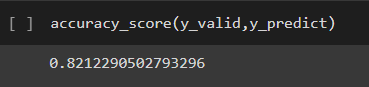 [ ] accuracy_score(y_valid,y_predict)
0.8212290502793296